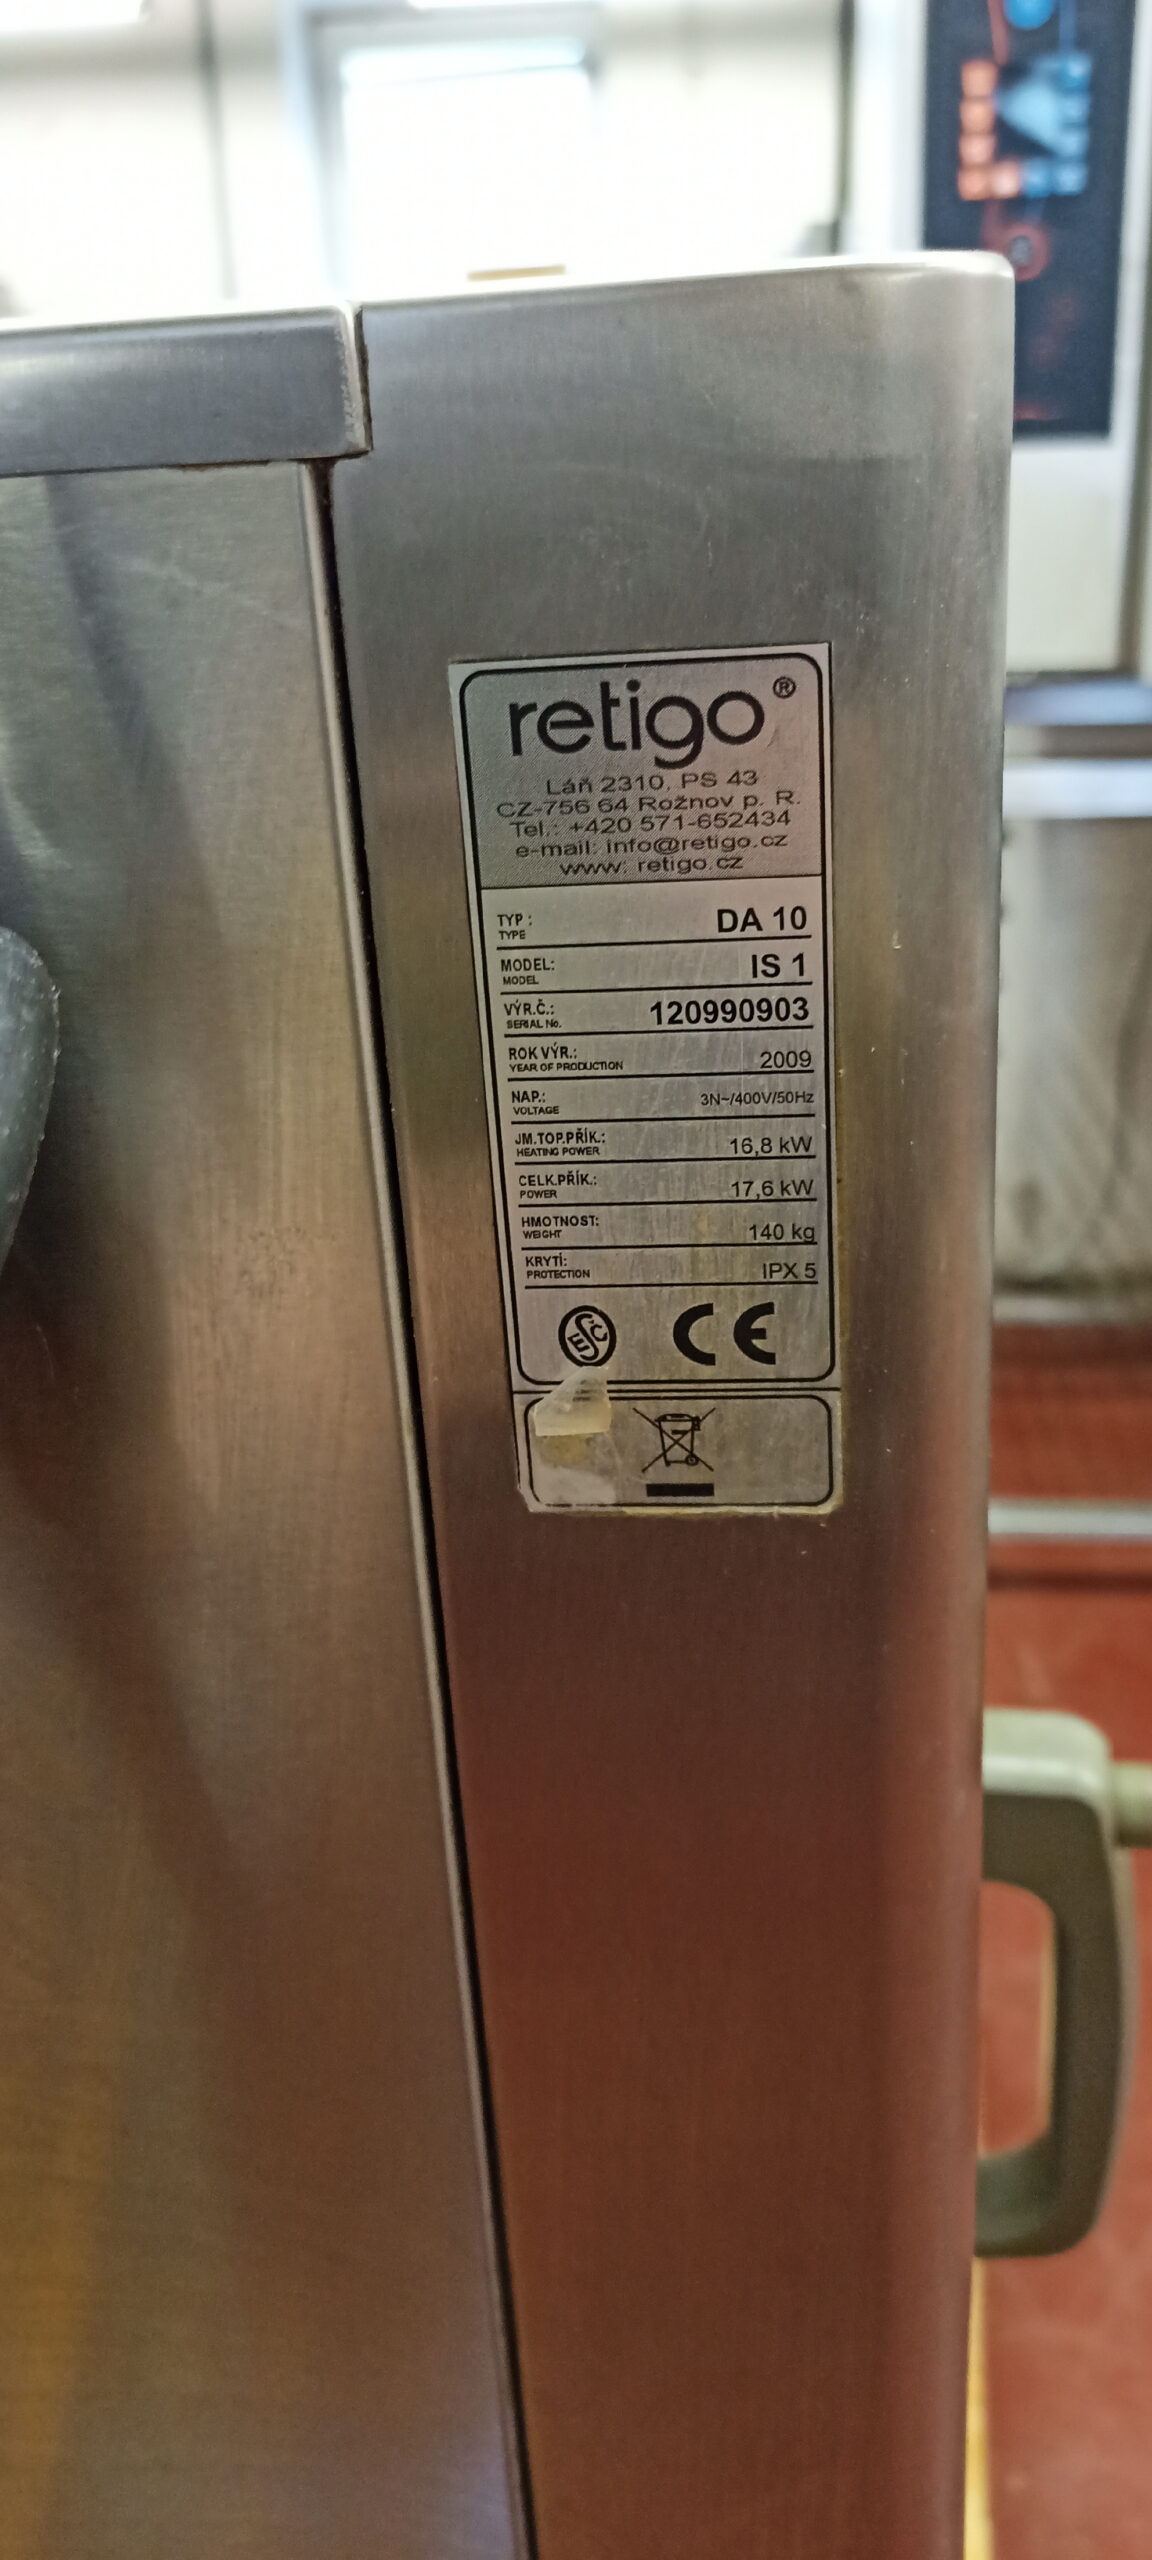 retigo®
Láň 2310, PS 43
CZ-756 64 Rožnov p. R.
Tel.: +420 571-652434
e-mail: info@retigo.cz
www: retigo.cz
TYP : DA 10
TYPE
MODEL: IS 1
MODEL
VÝR.Č.: 120990903
SERIAL No.
ROK VÝR.: 2009
YEAR OF PRODUCTION
NAP.: 3N~/400V/50Hz
VOLTAGE
JM.TOP.PŘÍK.: 16,8 kW
HEATING POWER
CELK.PŘÍK.: 17,6 kW
POWER
HMOTNOST: 140 kg
WEIGHT
KRYTÍ: IPX 5
PROTECTION
ESČ CE